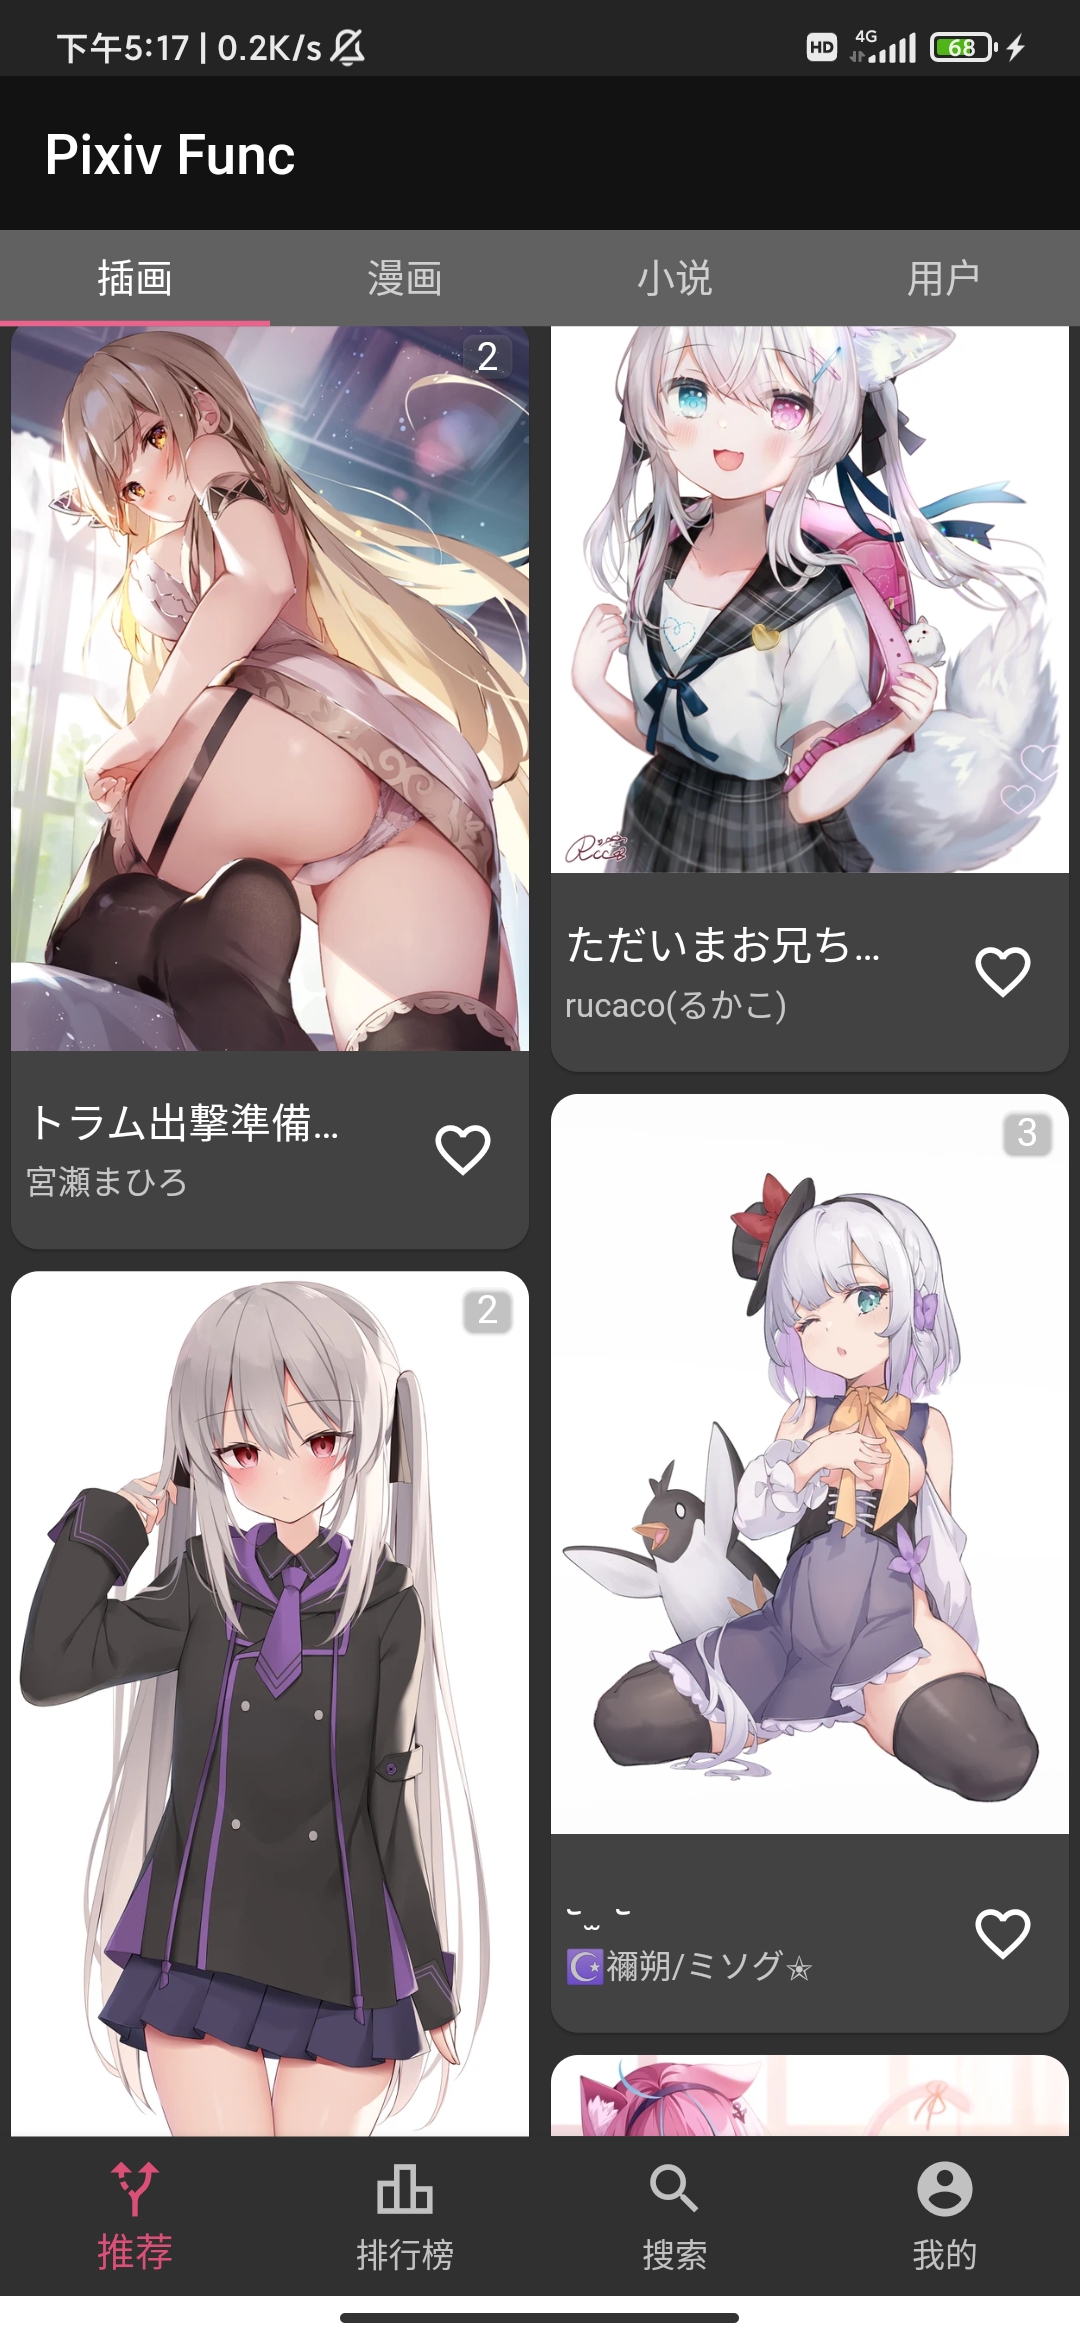 下午5:17 | 0.2K/s
HD 4G 68
Pixiv Func
插画 漫画 小说 用户
2
トラム出撃準備...
宮瀬まひろ
ただいまお兄ち...
rucaco(るかこ)
2
3
☪禰朔/ミソグ✯
推荐 排行榜 搜索 我的